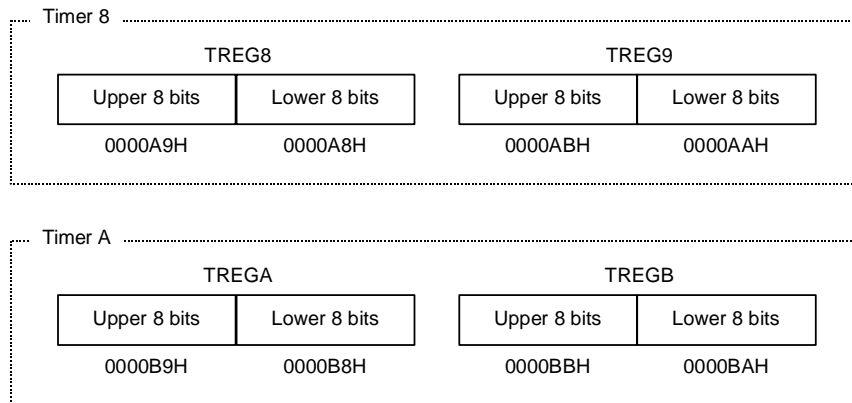 Timer 8
TREG8 TREG9
Upper 8 bits Lower 8 bits Upper 8 bits Lower 8 bits
0000A9H 0000A8H 0000ABH 0000AAH
Timer A
TREGA TREGB
Upper 8 bits Lower 8 bits Upper 8 bits Lower 8 bits
0000B9H 0000B8H 0000BBH 0000BAH